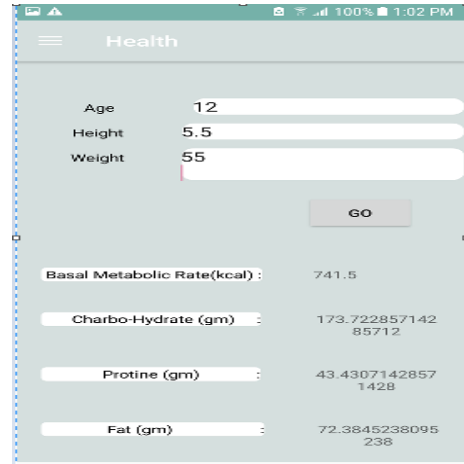 100% 1:02 PM
Health
Age 12
Height 5.5
Weight 55
GO
Basal Metabolic Rate(kcal) : 741.5
Charbo-Hydrate (gm) : 173.722857142
85712
Protine (gm) : 43.4307142857
1428
Fat (gm) : 72.3845238095
238